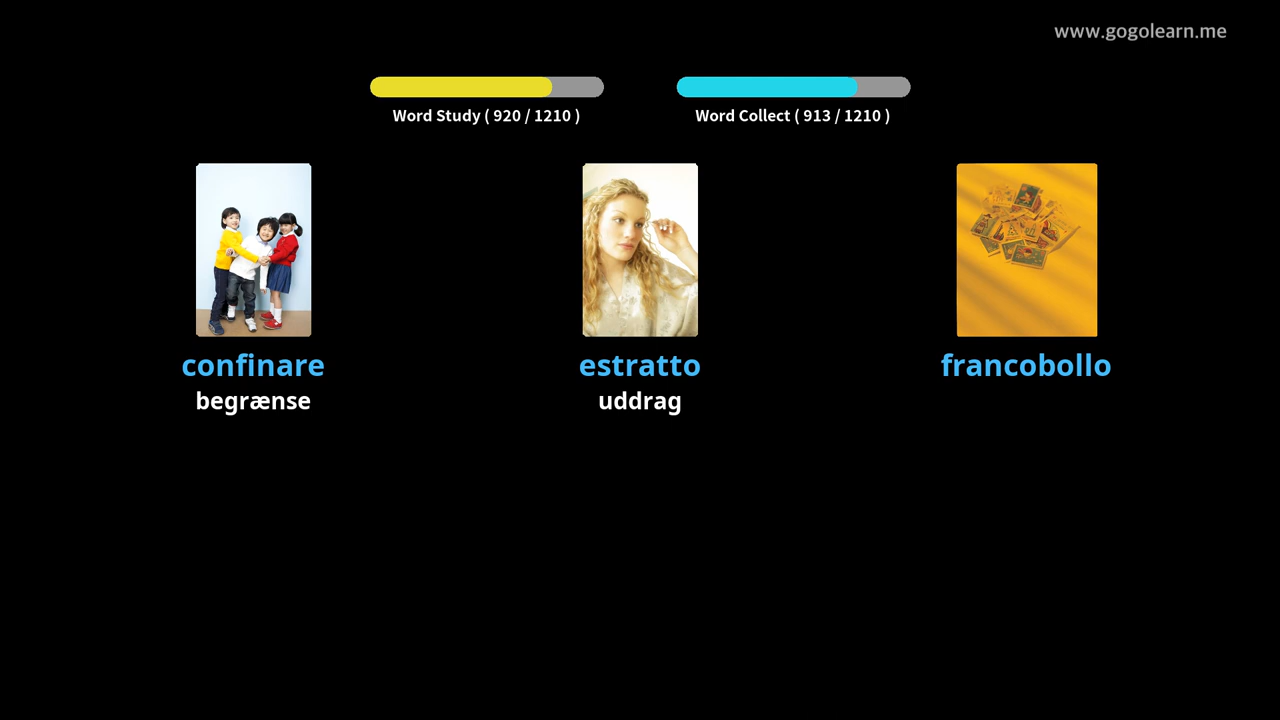 www.gogolearn.me
Word Study ( 920 / 1210 )
Word Collect ( 913 / 1210 )
confinare
begrænse
estratto
uddrag
francobollo